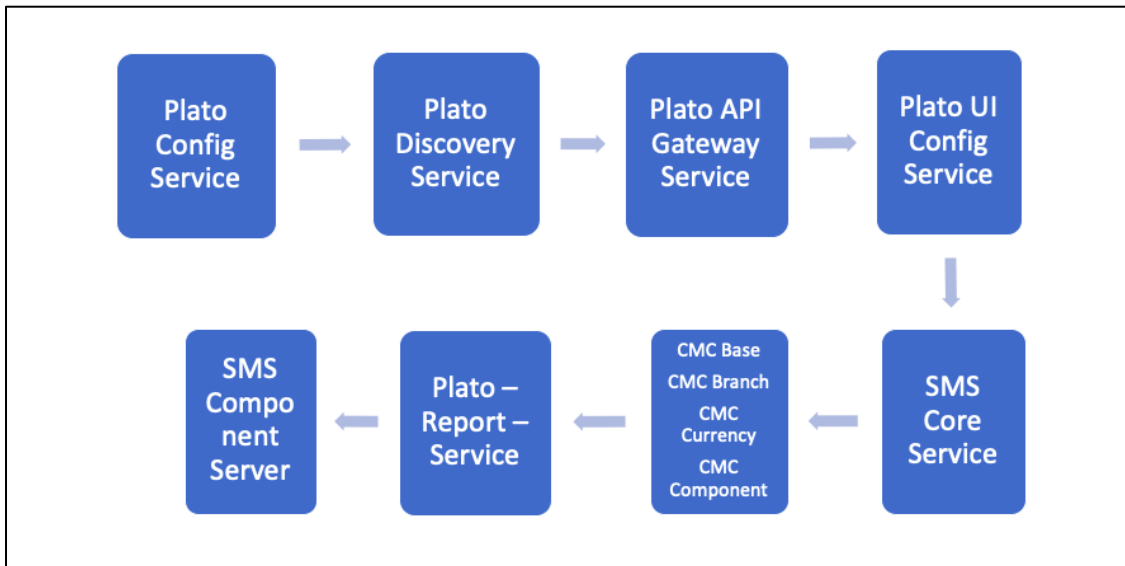 Plato
Config
Service
Plato
Discovery
Service
Plato API
Gateway
Service
Plato UI
Config
Service
SMS
Core
Service
CMC Base
CMC Branch
CMC
Currency
CMC
Component
Plato –
Report –
Service
SMS
Compo
nent
Server